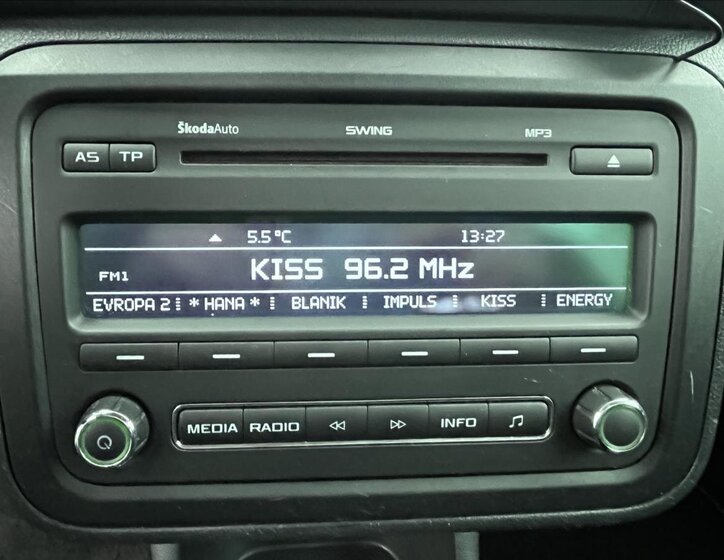 ŠkodaAuto SWING MP3
AS TP
5.5°C 13:27
FM1 KISS 96.2 MHz
EVROPA 2 * HANA * BLANIK IMPULS KISS ENERGY
MEDIA RADIO INFO